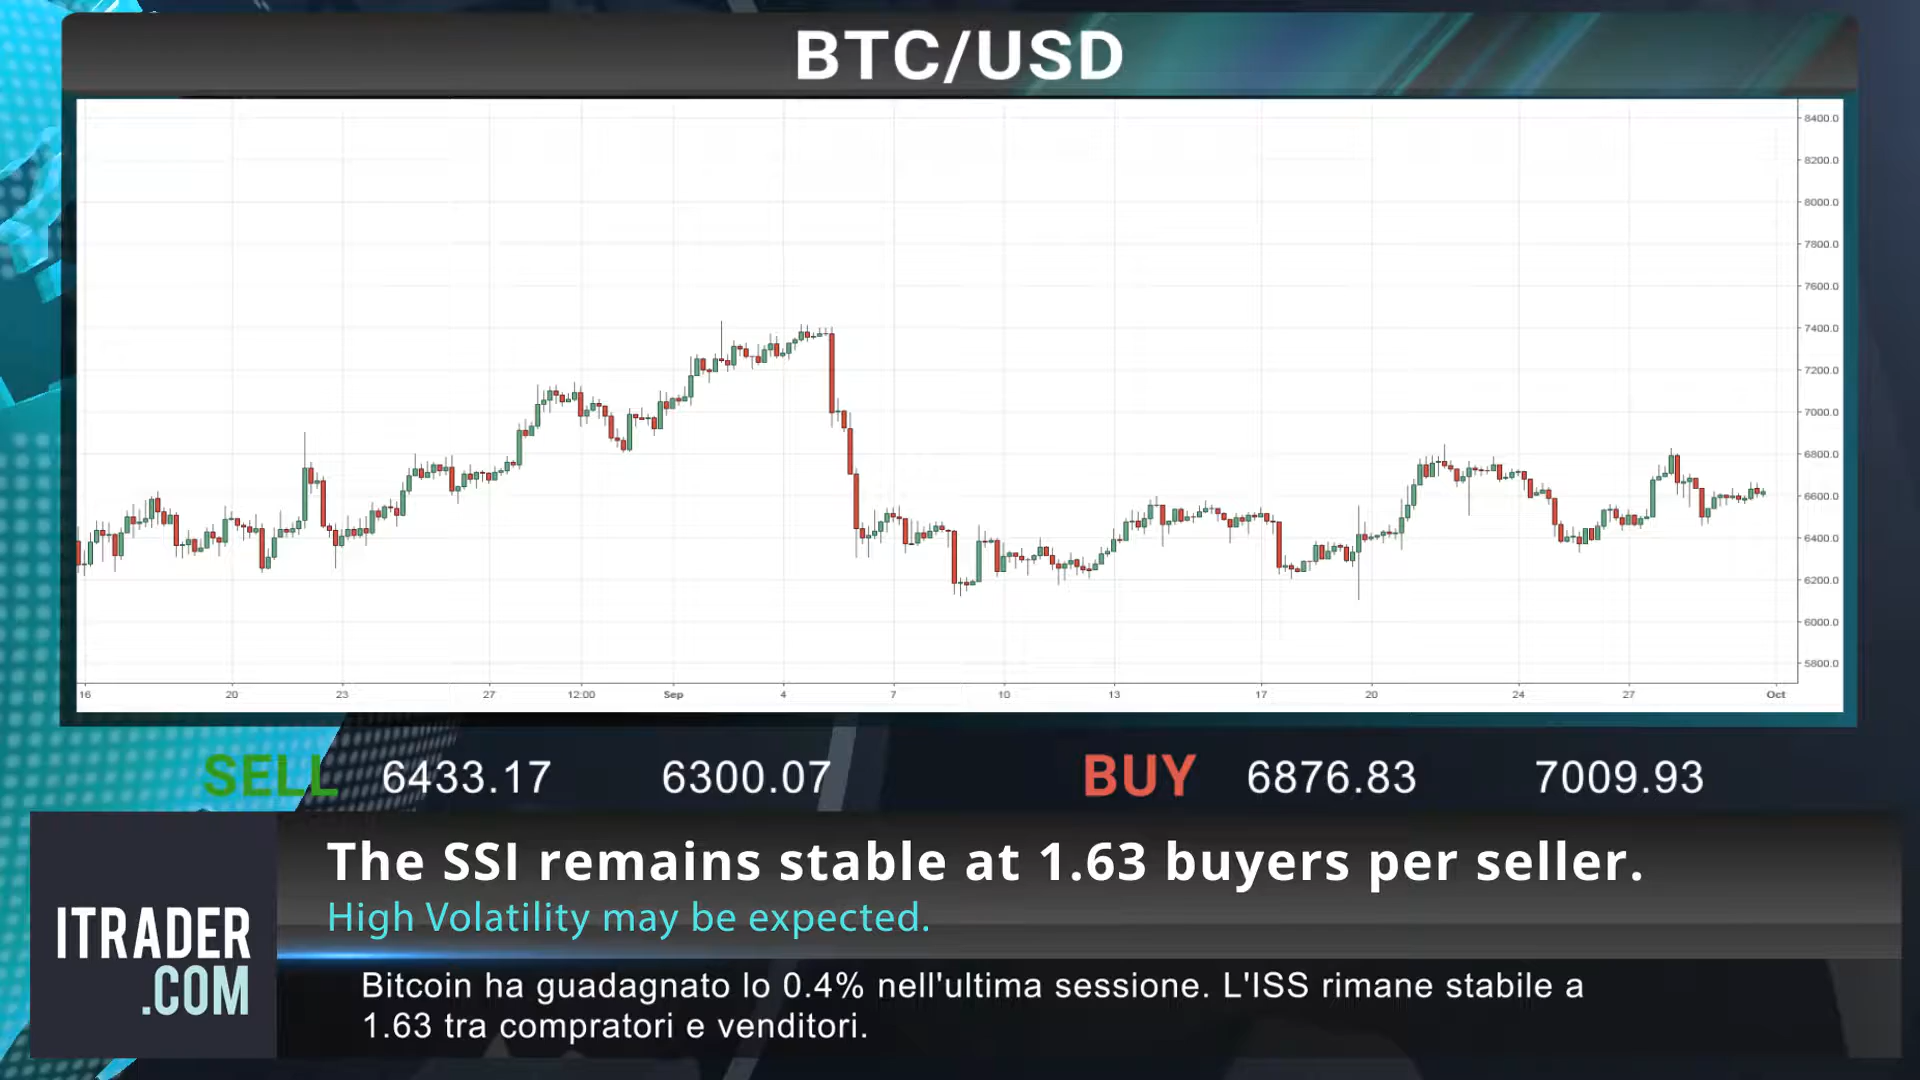 BTC/USD
8400.0
8200.0
8000.0
7800.0
7600.0
7400.0
7200.0
7000.0
6800.0
6600.0
6400.0
6200.0
6000.0
5800.0
16 20 23 27 12:00 Sep 4 7 10 13 17 20 24 27 Oct
SELL 6433.17 6300.07 BUY 6876.83 7009.93
The SSI remains stable at 1.63 buyers per seller.
High Volatility may be expected.
ITRADER
.COM
Bitcoin ha guadagnato lo 0.4% nell'ultima sessione. L'ISS rimane stabile a
1.63 tra compratori e venditori.